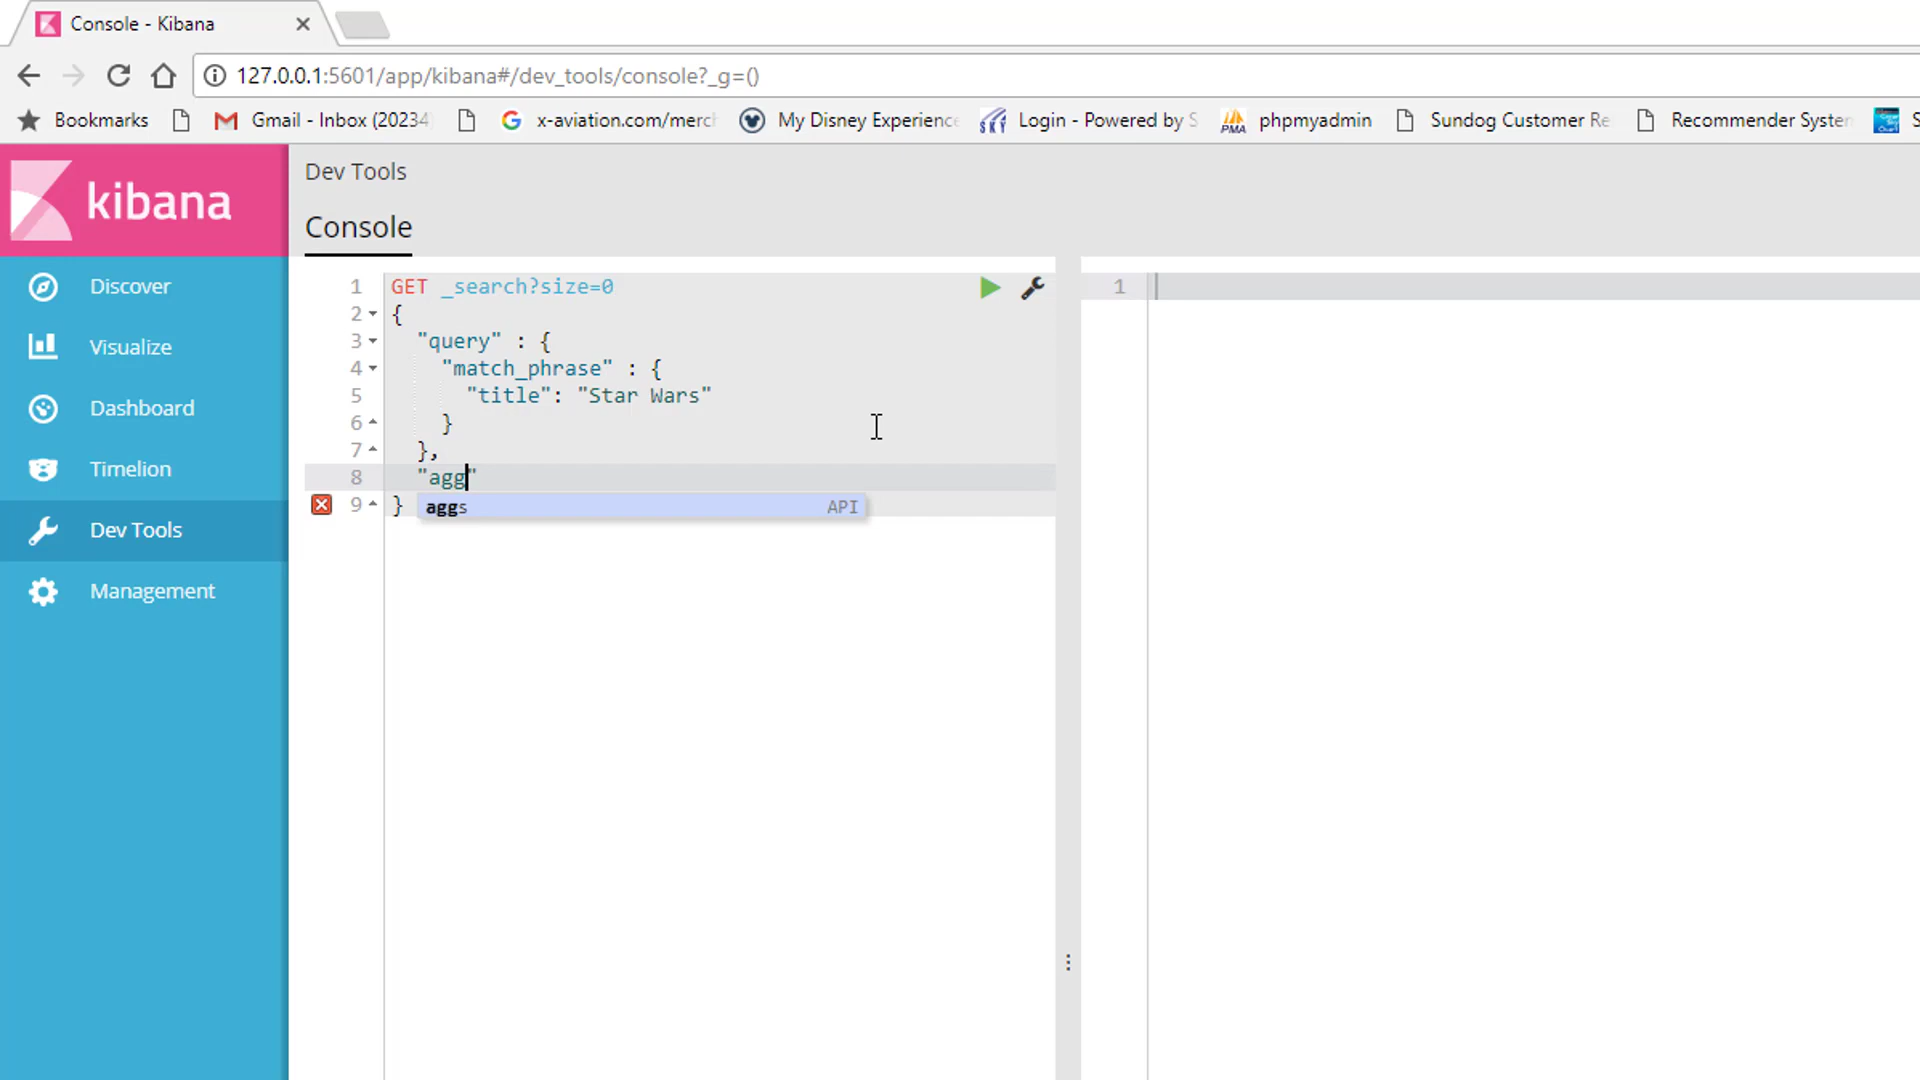 Console - Kibana
127.0.0.1:5601/app/kibana#/dev_tools/console?_g=()
Bookmarks Gmail - Inbox (20234 x-aviation.com/merc My Disney Experience Login - Powered by S phpmyadmin Sundog Customer Re Recommender System S
kibana
Dev Tools
Console
Discover
Visualize
Dashboard
Timelion
Dev Tools
Management
1 GET _search?size=0
2 {
3 "query" : {
4 "match_phrase" : {
5 "title": "Star Wars"
6 }
7 },
8 "agg"
9 }
aggs API
1